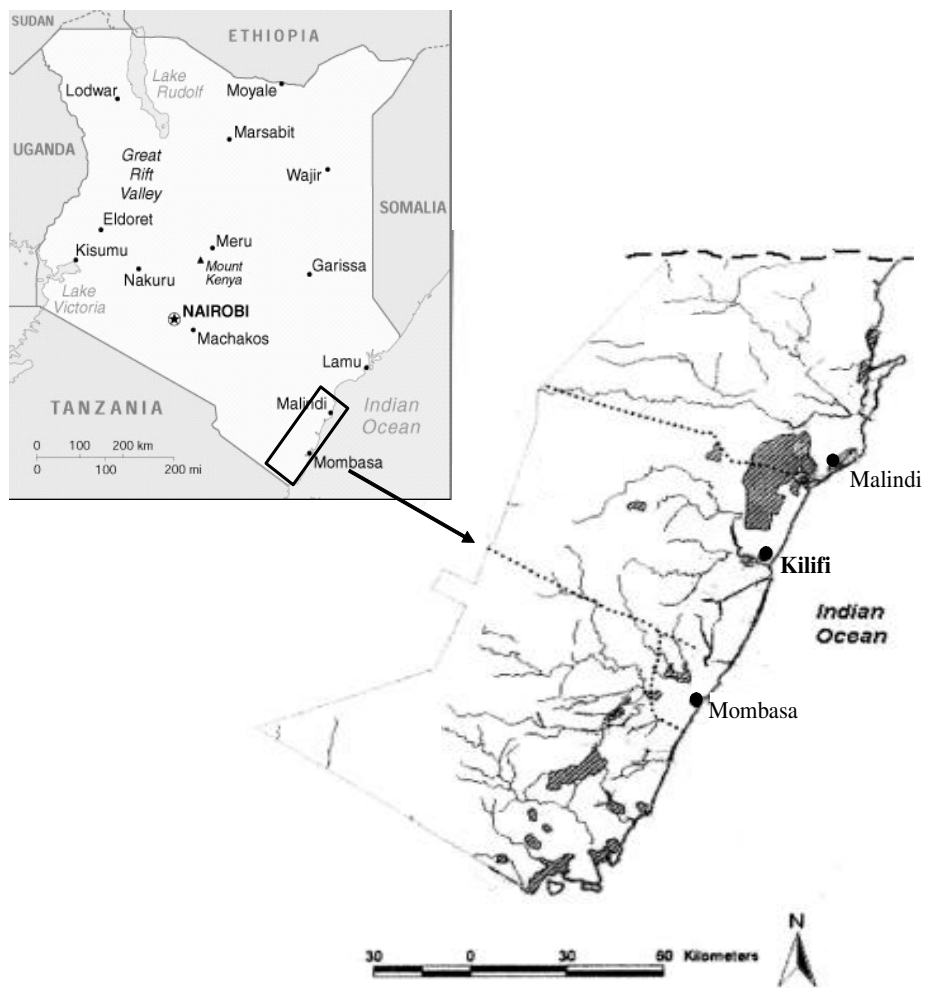 SUDAN
ETHIOPIA
Lake
Rudolf
Lodwar
Moyale
Marsabit
UGANDA
Great
Rift
Valley
Wajir
SOMALIA
Eldoret
Kisumu
Meru
Mount
Kenya
Garissa
Nakuru
Lake
Victoria
NAIROBI
Machakos
Lamu
TANZANIA
Malindi
Indian
Ocean
0 100 200 km
0 100 200 mi
Mombasa
Malindi
Kilifi
Indian
Ocean
Mombasa
N
30 0 30 60 Kilometers